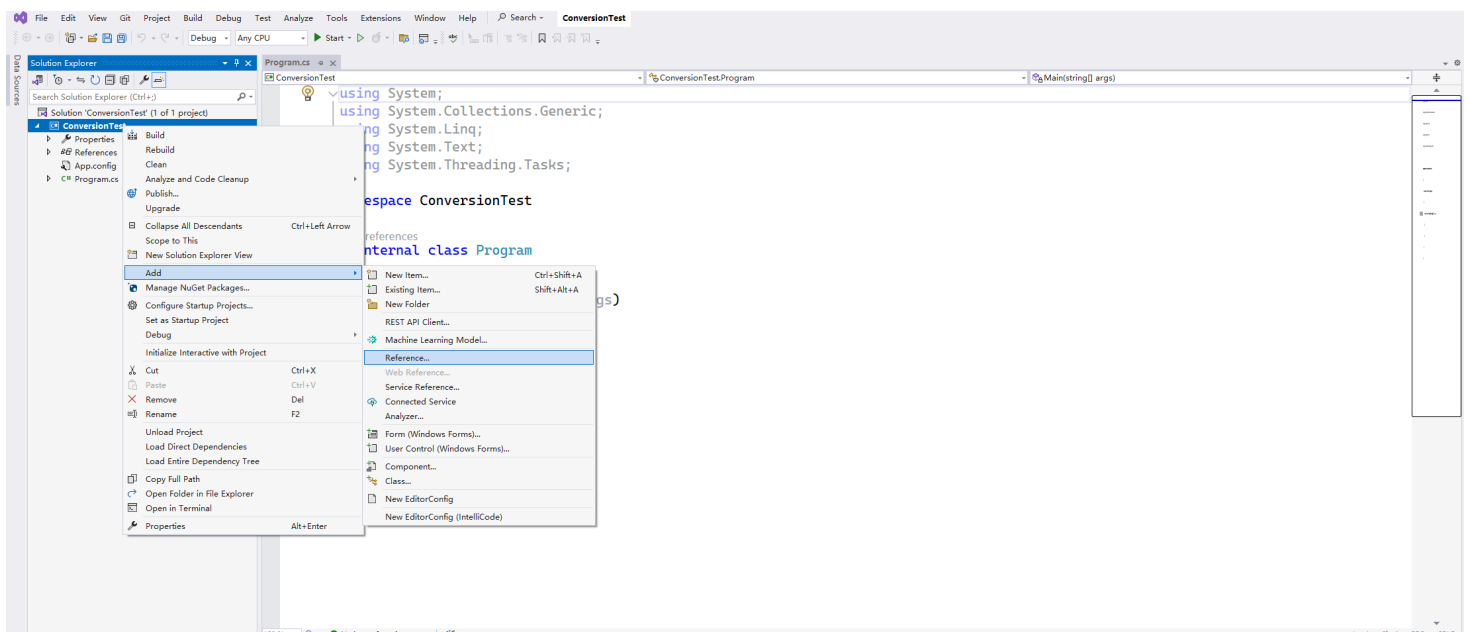 File Edit View Git Project Build Debug Test Analyze Tools Extensions Window Help Search ConversionTest
Debug Any CPU Start
Data Sources
Solution Explorer
Program.cs
ConversionTest ConversionTest.Program Main(string[] args)
Search Solution Explorer (Ctrl+;)
Solution 'ConversionTest' (1 of 1 project)
ConversionTest
Properties
References
App.config
C# Program.cs
using System;
using System.Collections.Generic;
ng System.Linq;
ng System.Text;
ng System.Threading.Tasks;
espace ConversionTest
references
nternal class Program
gs)
Build
Rebuild
Clean
Analyze and Code Cleanup
Publish...
Upgrade
Collapse All Descendants Ctrl+Left Arrow
Scope to This
New Solution Explorer View
Add
Manage NuGet Packages...
Configure Startup Projects...
Set as Startup Project
Debug
Initialize Interactive with Project
Cut Ctrl+X
Paste Ctrl+V
Remove Del
Rename F2
Unload Project
Load Direct Dependencies
Load Entire Dependency Tree
Copy Full Path
Open Folder in File Explorer
Open in Terminal
Properties Alt+Enter
New Item... Ctrl+Shift+A
Existing Item... Shift+Alt+A
New Folder
REST API Client...
Machine Learning Model...
Reference...
Web Reference...
Service Reference...
Connected Service
Analyzer...
Form (Windows Forms)...
User Control (Windows Forms)...
Component...
Class...
New EditorConfig
New EditorConfig (IntelliCode)